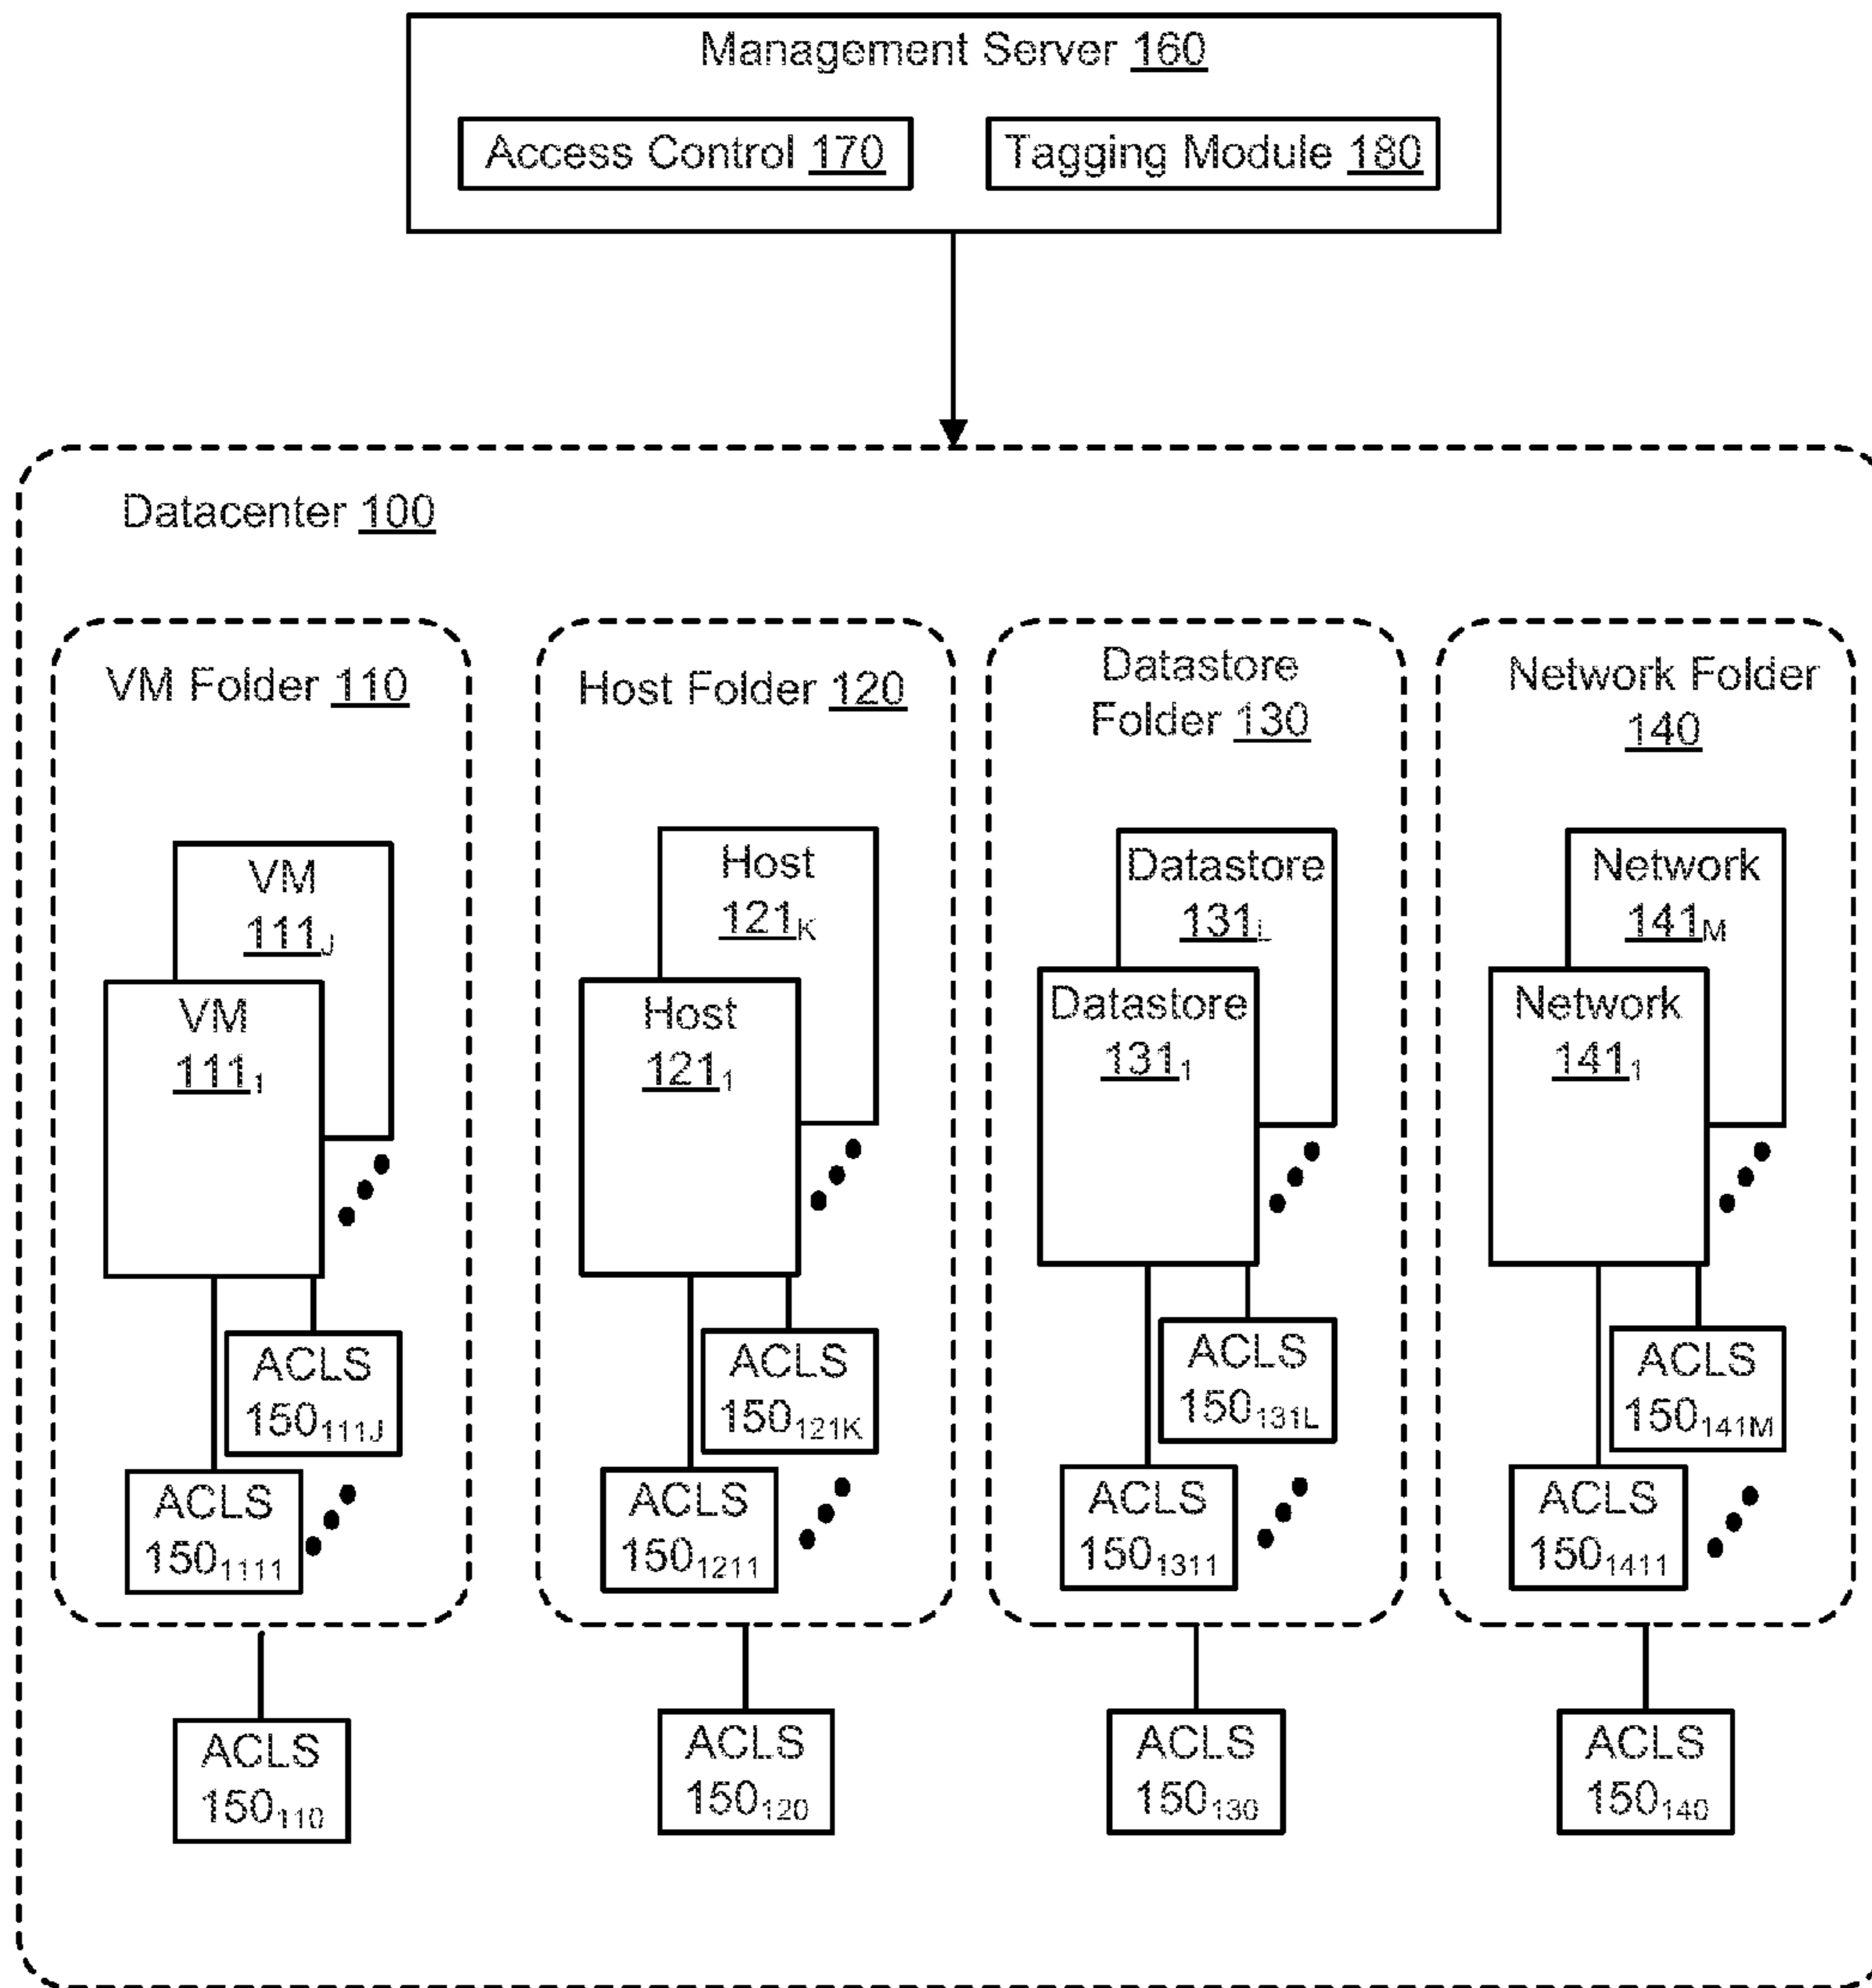 Management Server 160
Access Control 170
Tagging Module 180
Datacenter 100
VM Folder 110
Host Folder 120
Datastore
Folder 130
Network Folder
140
VM
111J
VM
1111
Host
121K
Host
1211
Datastore
131L
Datastore
1311
Network
141M
Network
1411
ACLS
150111J
ACLS
1501111
ACLS
150121K
ACLS
1501211
ACLS
150131L
ACLS
1501311
ACLS
150141M
ACLS
1501411
ACLS
150110
ACLS
150120
ACLS
150130
ACLS
150140